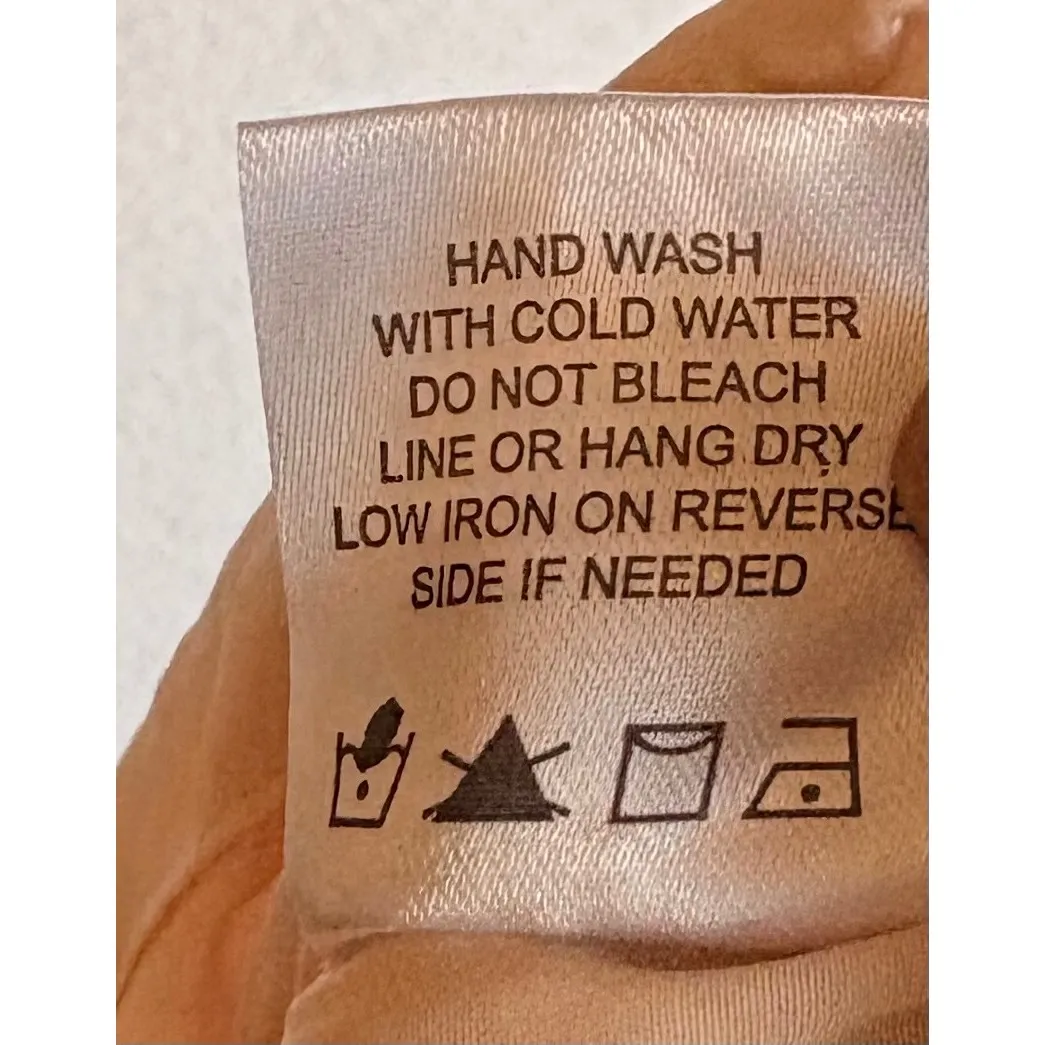 HAND WASH
WITH COLD WATER
DO NOT BLEACH
LINE OR HANG DRY
LOW IRON ON REVERSE
SIDE IF NEEDED